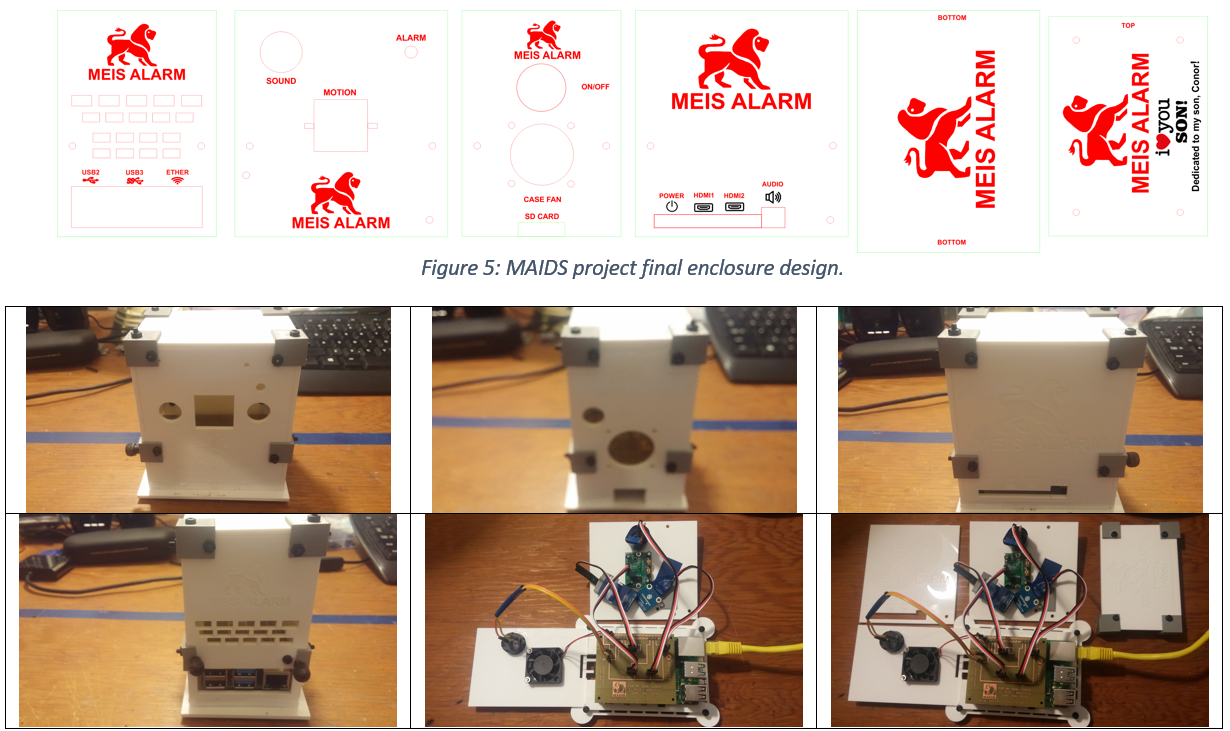 MEIS ALARM
USB2 USB3 ETHER
ALARM
SOUND
MOTION
MEIS ALARM
MEIS ALARM
ON/OFF
CASE FAN
SD CARD
MEIS ALARM
POWER HDMI1 HDMI2 AUDIO
BOTTOM
MEIS ALARM
BOTTOM
TOP
MEIS ALARM
i you
SON!
Dedicated to my son, Conor!
Figure 5: MAIDS project final enclosure design.
ALARM